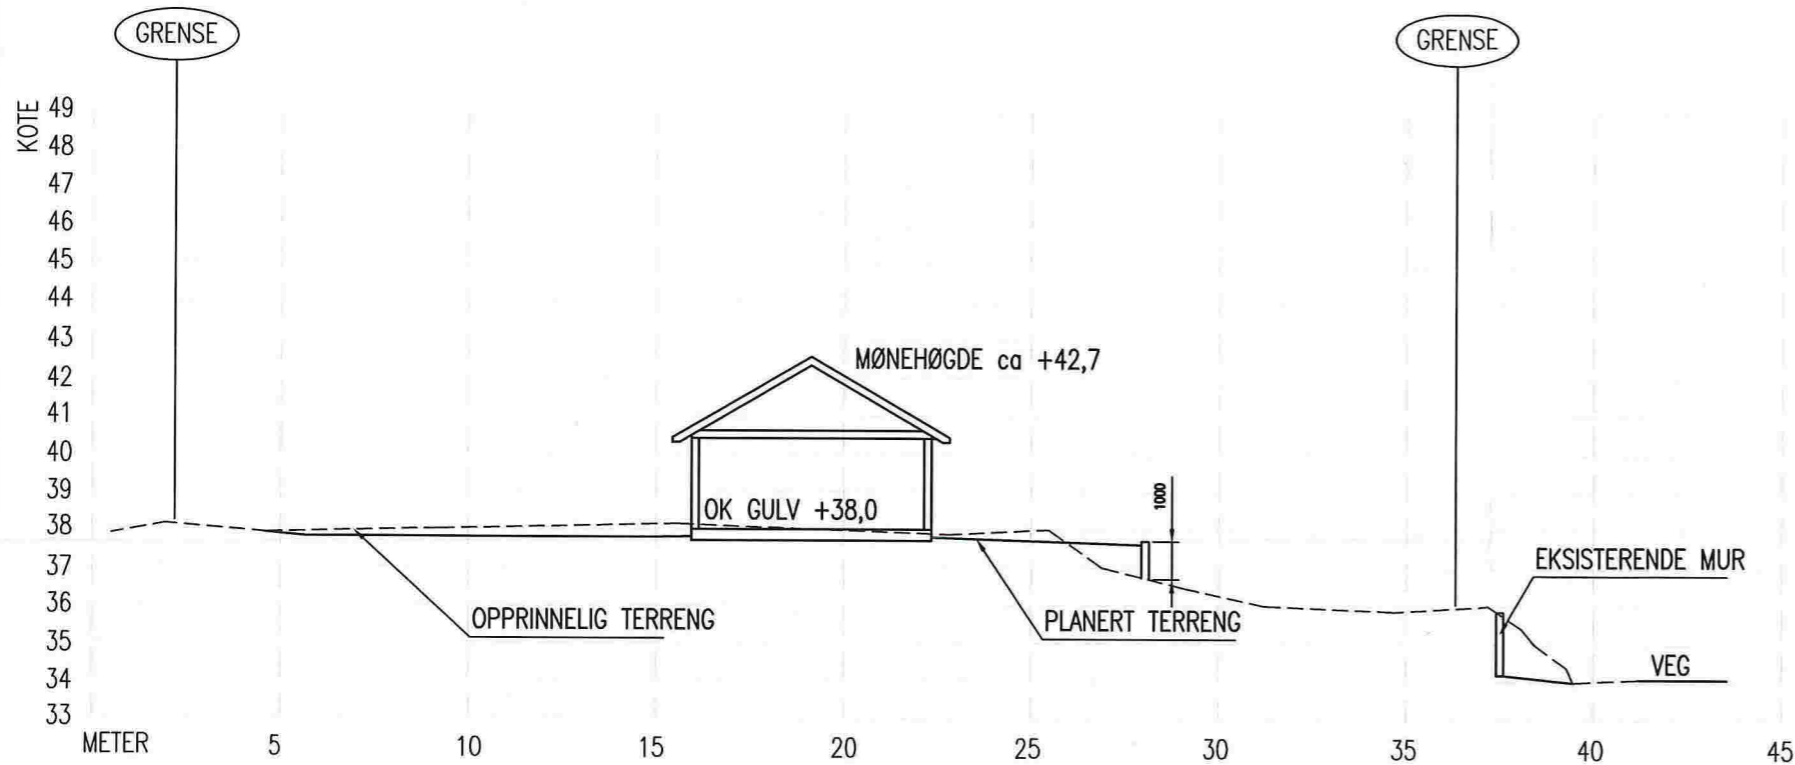 GRENSE
GRENSE
KOTE
49
48
47
46
45
44
43
42
41
40
39
38
37
36
35
34
33
MØNEHØGDE ca +42,7
OK GULV +38,0
1000
EKSISTERENDE MUR
OPPRINNELIG TERRENG
PLANERT TERRENG
VEG
METER 5 10 15 20 25 30 35 40 45